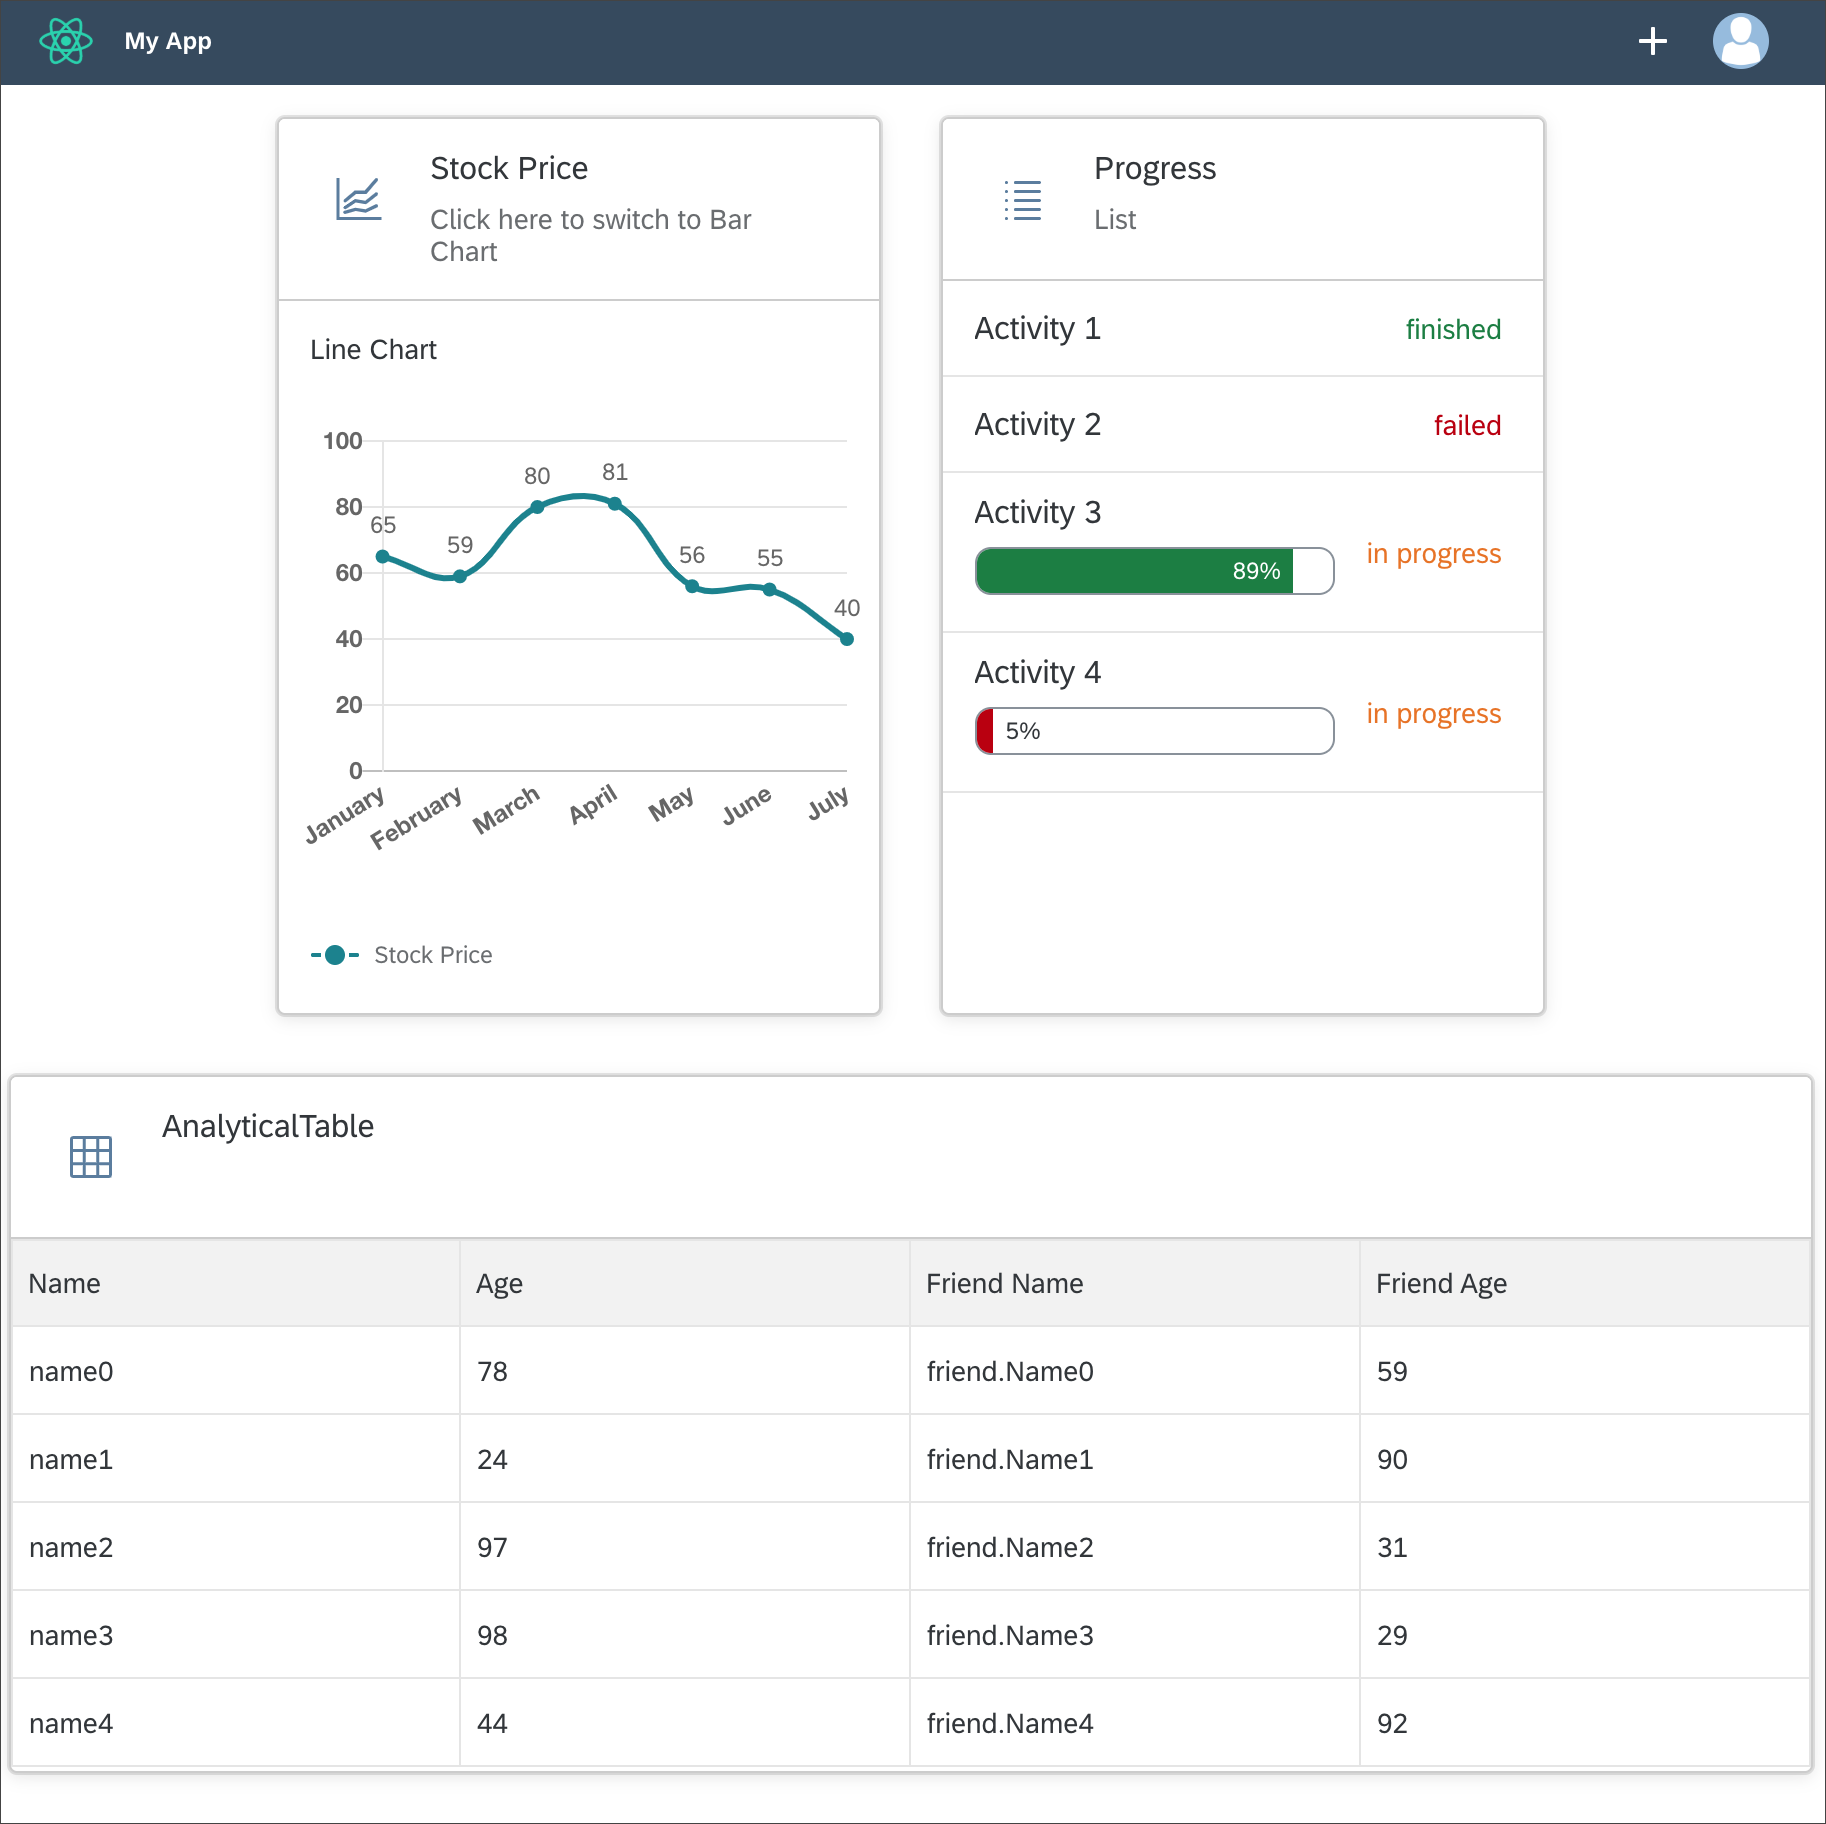 My App
Stock Price
Click here to switch to Bar
Chart
Line Chart
100
80
60
40
20
0
65
59
80
81
56
55
40
January
February
March
April
May
June
July
Stock Price
Progress
List
Activity 1
finished
Activity 2
failed
Activity 3
89%
in progress
Activity 4
5%
in progress
AnalyticalTable
Name Age Friend Name Friend Age
name0 78 friend.Name0 59
name1 24 friend.Name1 90
name2 97 friend.Name2 31
name3 98 friend.Name3 29
name4 44 friend.Name4 92